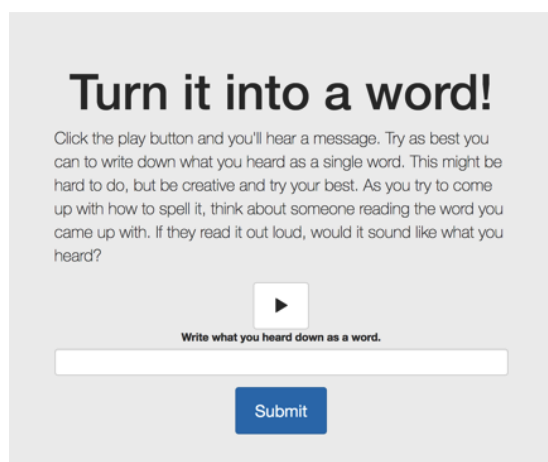 Turn it into a word!
Click the play button and you'll hear a message. Try as best you
can to write down what you heard as a single word. This might be
hard to do, but be creative and try your best. As you try to come
up with how to spell it, think about someone reading the word you
came up with. If they read it out loud, would it sound like what you
heard?
Write what you heard down as a word.
Submit